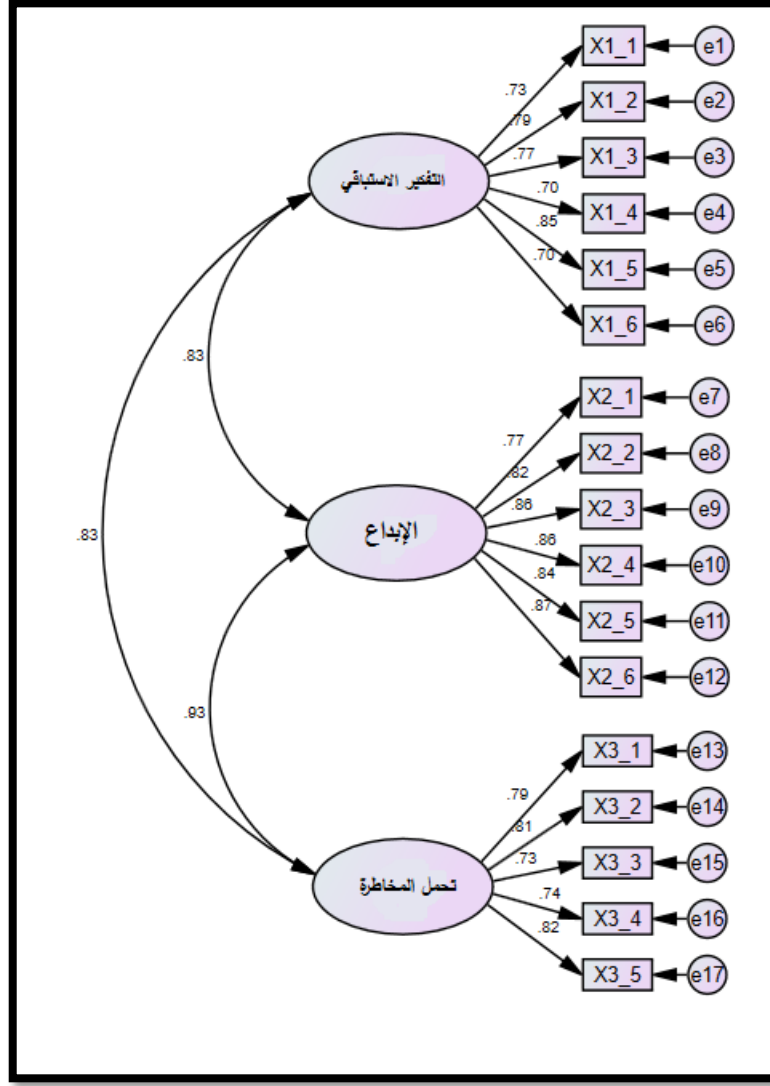 X1_1 e1
.73
X1_2 e2
.79
X1_3 e3
.77
التفكير الاستباقي
X1_4 e4
.70
X1_5 e5
.85
X1_6 e6
.70
.83
X2_1 e7
.77
X2_2 e8
.82
X2_3 e9
.86
الإبداع
X2_4 e10
.86
X2_5 e11
.84
X2_6 e12
.87
.83
.93
X3_1 e13
.79
X3_2 e14
.81
X3_3 e15
.73
تحمل المخاطرة
X3_4 e16
.74
X3_5 e17
.82